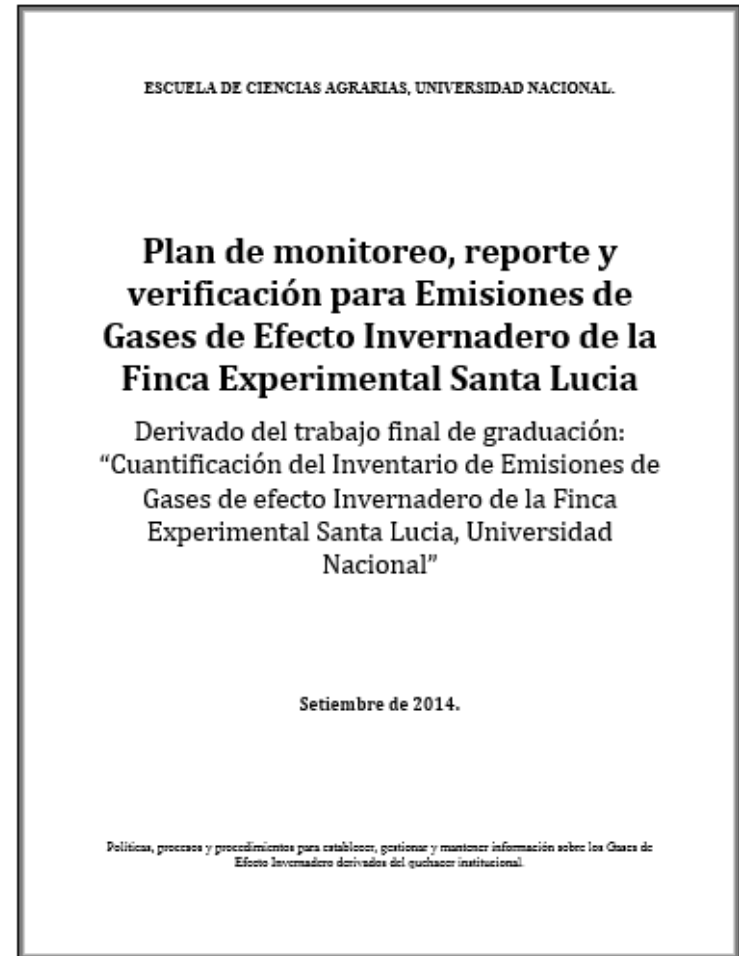 ESCUELA DE CIENCIAS AGRARIAS, UNIVERSIDAD NACIONAL.
Plan de monitoreo, reporte y
verificación para Emisiones de
Gases de Efecto Invernadero de la
Finca Experimental Santa Lucia
Derivado del trabajo final de graduación:
“Cuantificación del Inventario de Emisiones de
Gases de efecto Invernadero de la Finca
Experimental Santa Lucia, Universidad
Nacional”
Setiembre de 2014.
Políticas, procesos y procedimientos para establecer, gestionar y mantener información sobre los Gases de
Efecto Invernadero derivados del quehacer institucional.